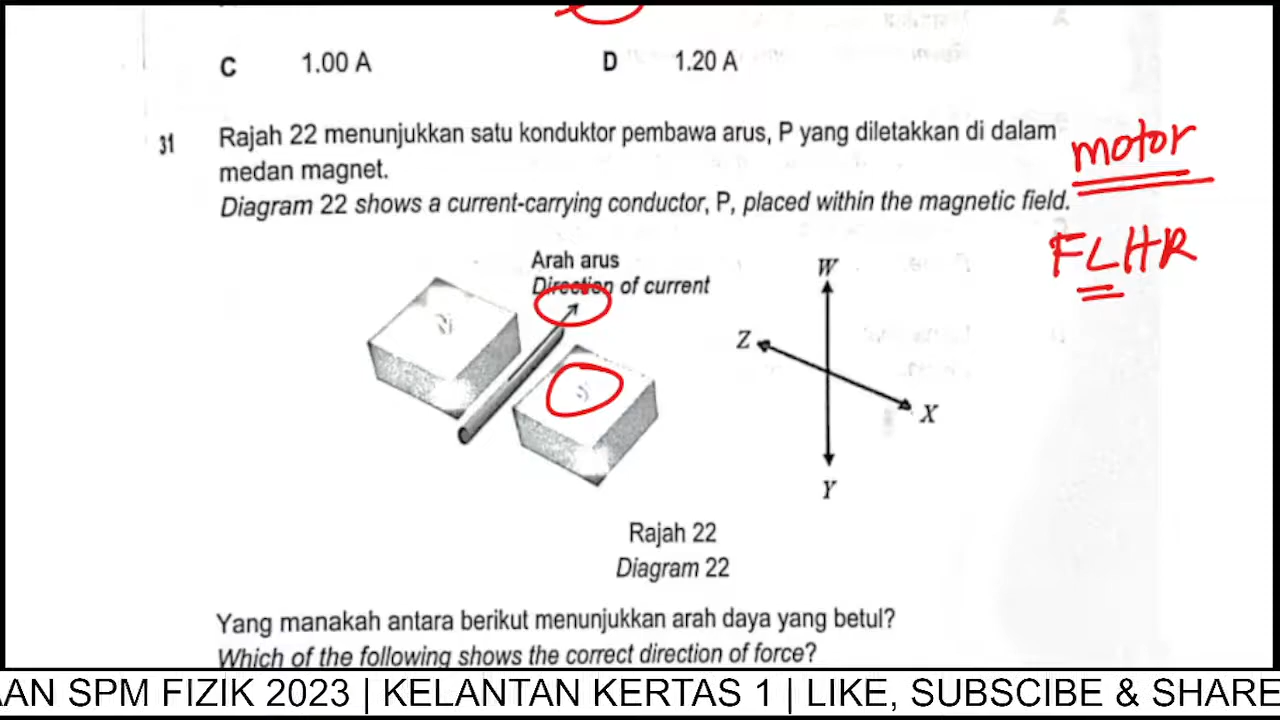 C 1.00 A D 1.20 A
31 Rajah 22 menunjukkan satu konduktor pembawa arus, P yang diletakkan di dalam
medan magnet.
Diagram 22 shows a current-carrying conductor, P, placed within the magnetic field.
motor
FLHR
Arah arus
Direction of current
W
Z
X
Y
Rajah 22
Diagram 22
Yang manakah antara berikut menunjukkan arah daya yang betul?
Which of the following shows the correct direction of force?
AAN SPM FIZIK 2023 | KELANTAN KERTAS 1 | LIKE, SUBSCIBE & SHARE